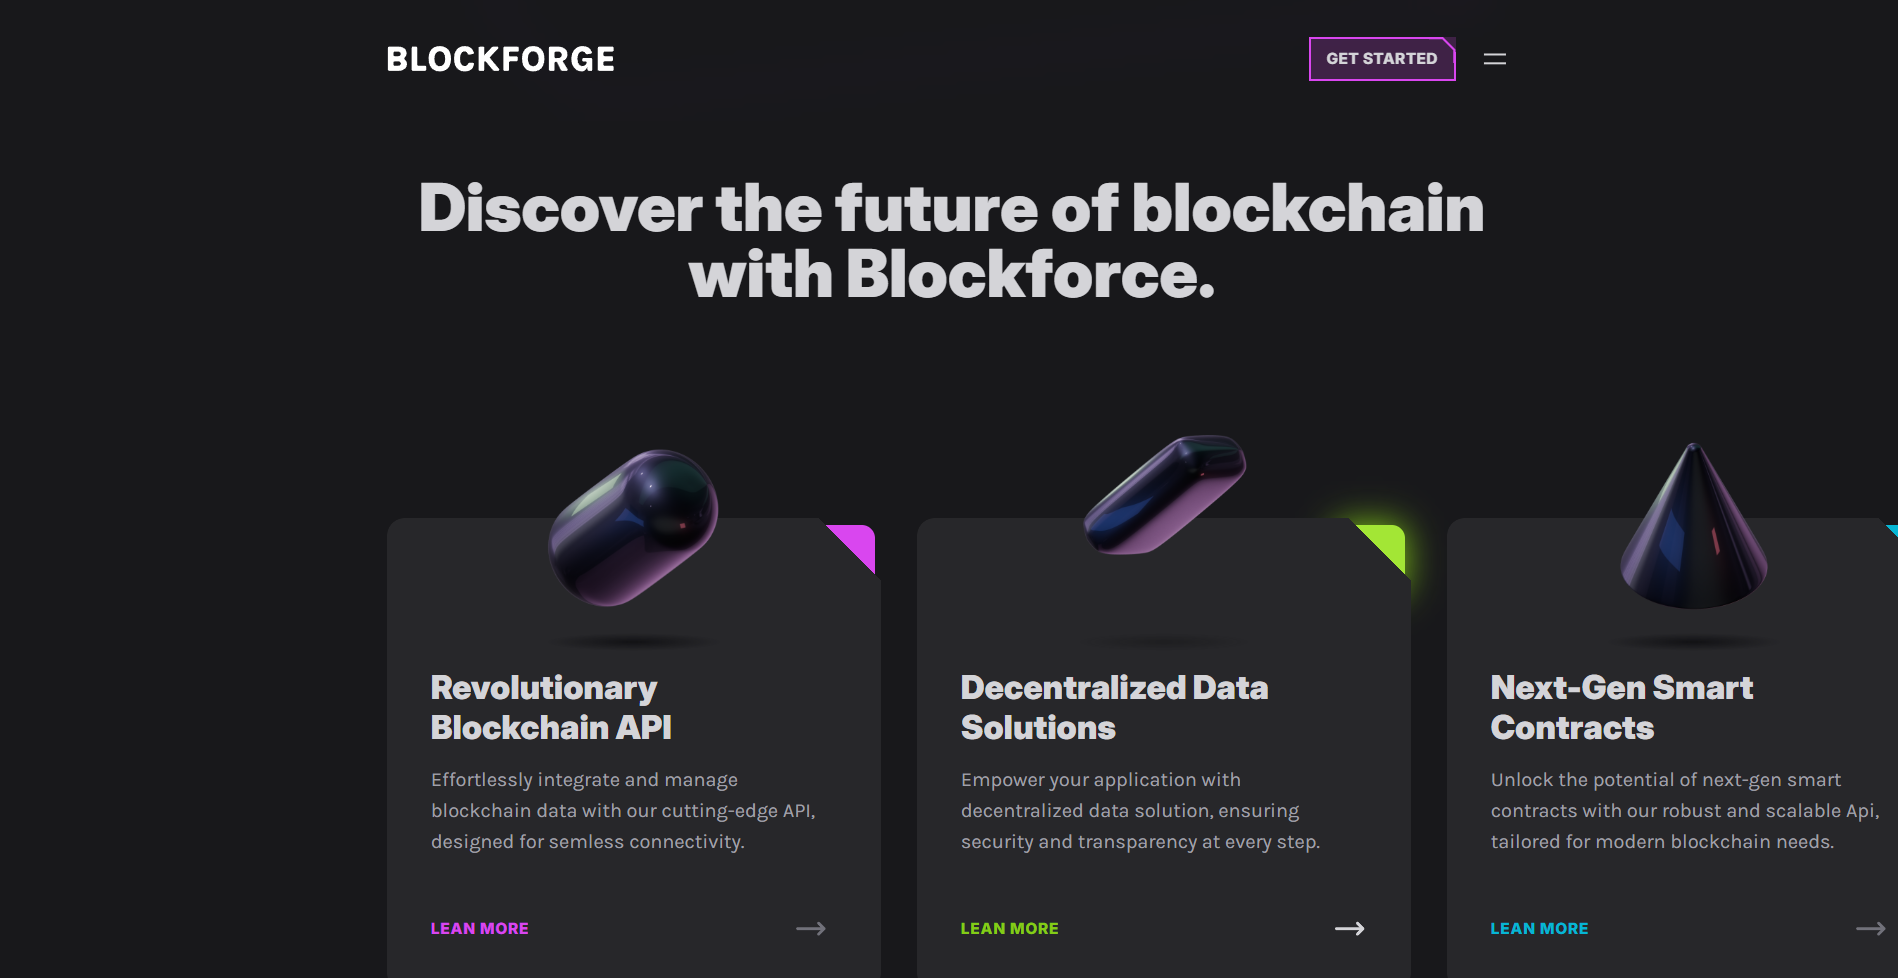 BLOCKFORGE
GET STARTED
Discover the future of blockchain
with Blockforce.
Revolutionary
Blockchain API
Effortlessly integrate and manage
blockchain data with our cutting-edge API,
designed for semless connectivity.
LEAN MORE
Decentralized Data
Solutions
Empower your application with
decentralized data solution, ensuring
security and transparency at every step.
LEAN MORE
Next-Gen Smart
Contracts
Unlock the potential of next-gen smart
contracts with our robust and scalable Api,
tailored for modern blockchain needs.
LEAN MORE